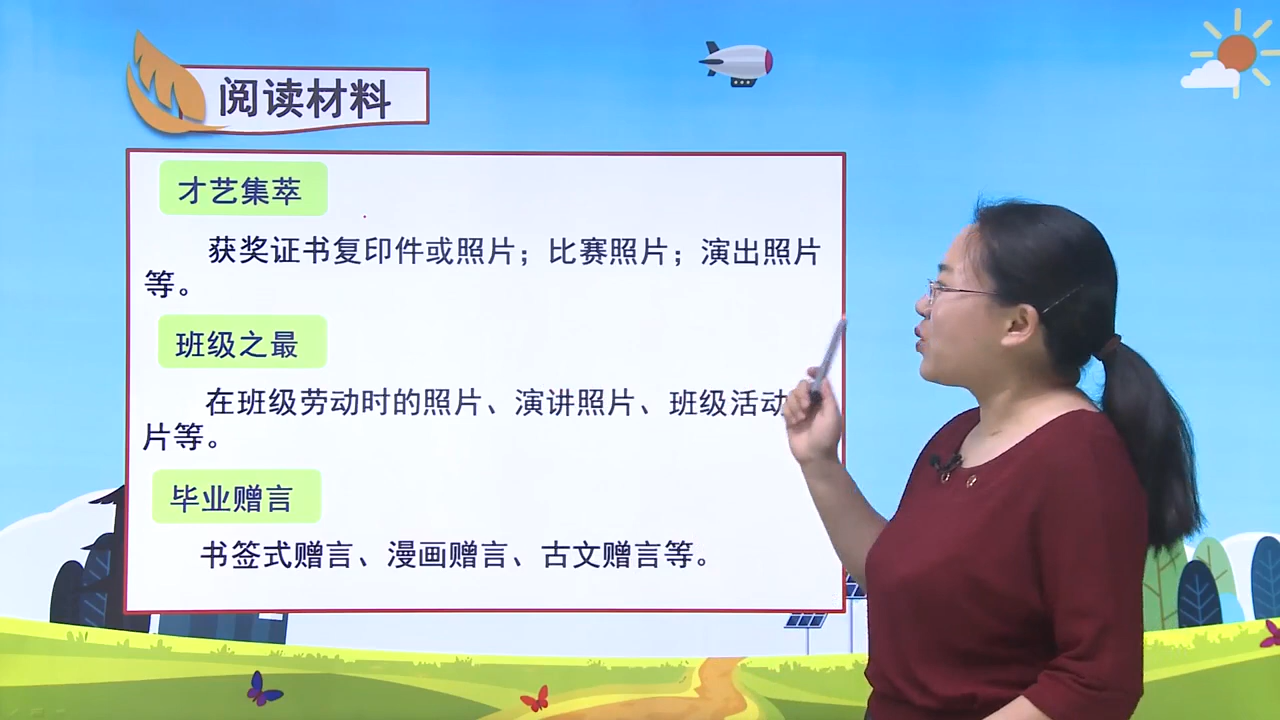 阅读材料
才艺集萃
获奖证书复印件或照片；比赛照片；演出照片
等。
班级之最
在班级劳动时的照片、演讲照片、班级活动
片等。
毕业赠言
书签式赠言、漫画赠言、古文赠言等。